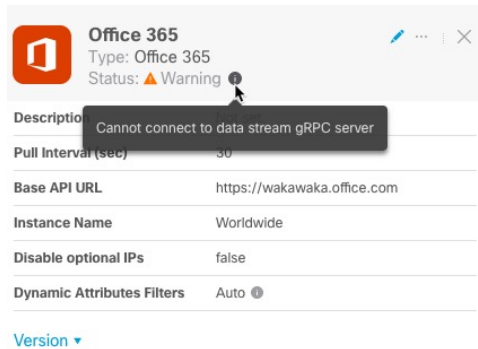 Office 365
Type: Office 365
Status: Warning
Cannot connect to data stream gRPC server
Description
Pull Interval (sec) 30
Base API URL https://wakawaka.office.com
Instance Name Worldwide
Disable optional IPs false
Dynamic Attributes Filters Auto
Version